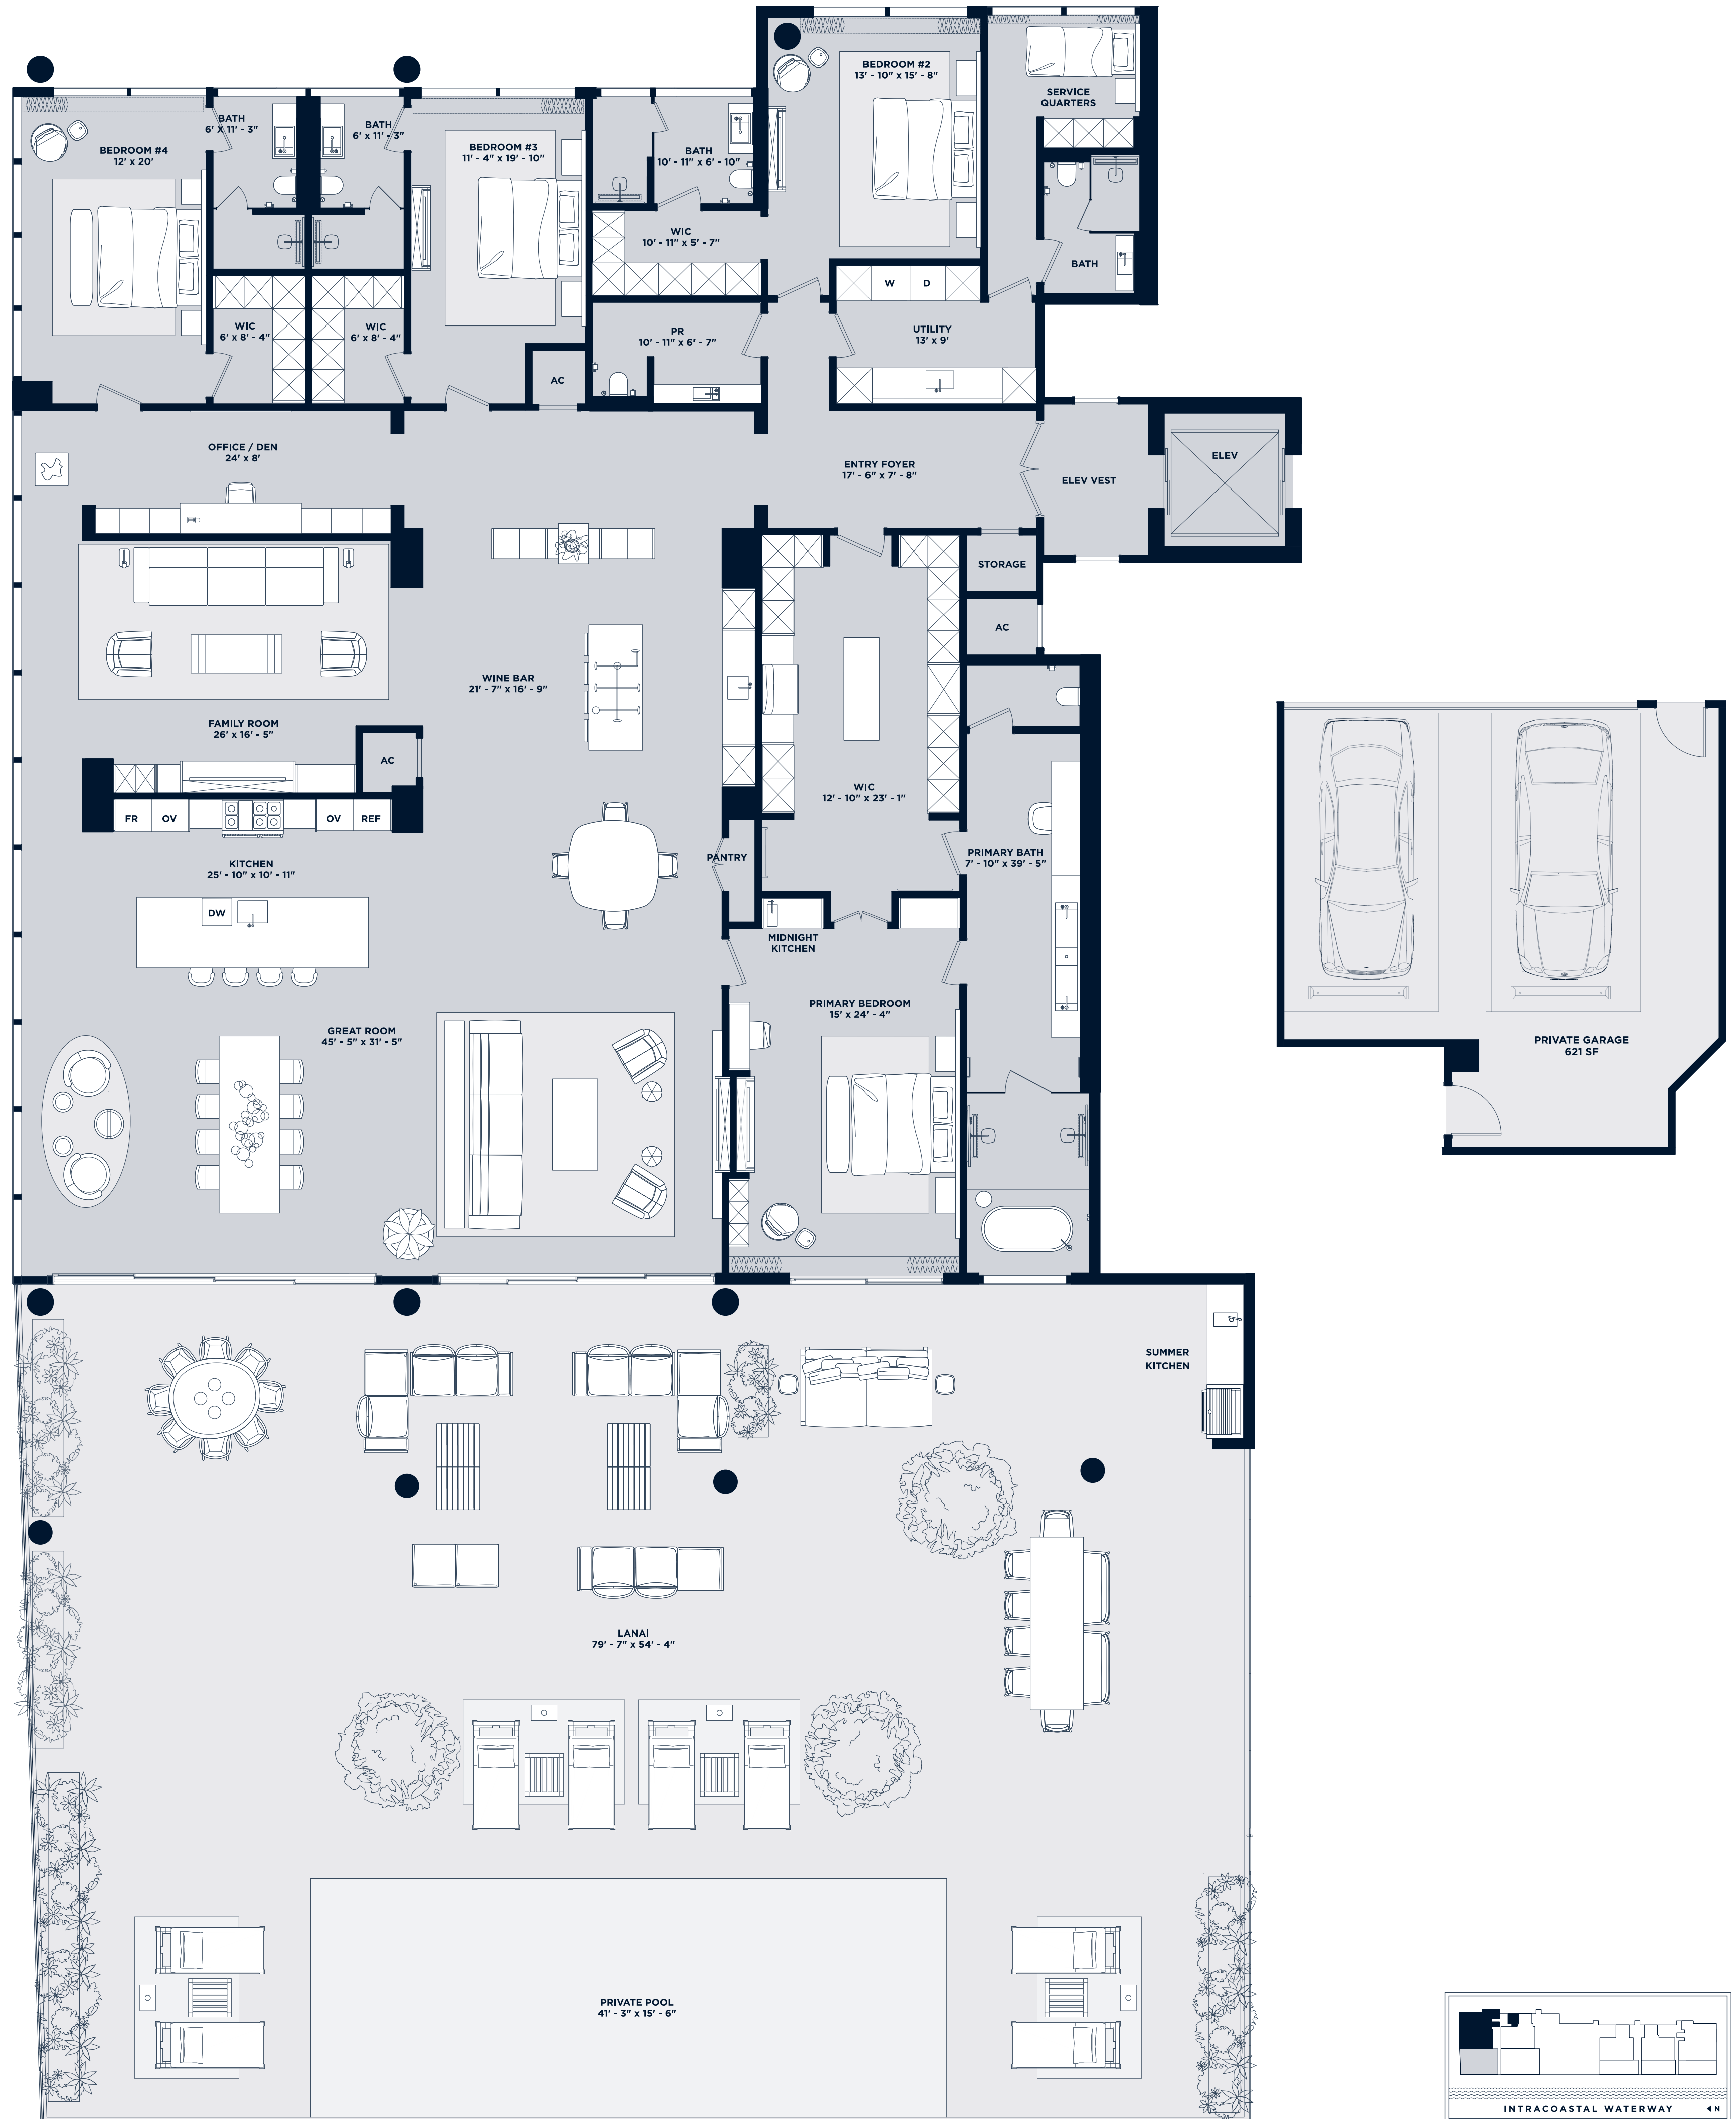 BEDROOM #2
13' - 10" x 15' - 8"
SERVICE
QUARTERS
BATH
6' X 11' - 3"
BATH
6' x 11' - 3"
BEDROOM #4
12' x 20'
BEDROOM #3
11' - 4" x 19' - 10"
BATH
10' - 11" x 6' - 10"
WIC
10' - 11" x 5' - 7"
BATH
W
D
WIC
6' x 8' - 4"
WIC
6' x 8' - 4"
PR
10' - 11" x 6' - 7"
UTILITY
13' x 9'
AC
OFFICE / DEN
24' x 8'
ENTRY FOYER
17' - 6" x 7' - 8"
ELEV VEST
ELEV
STORAGE
AC
WINE BAR
21' - 7" x 16' - 9"
FAMILY ROOM
26' x 16' - 5"
AC
WIC
12' - 10" x 23' - 1"
FR
OV
OV
REF
KITCHEN
25' - 10" x 10' - 11"
PANTRY
PRIMARY BATH
7' - 10" x 39' - 5"
DW
MIDNIGHT
KITCHEN
PRIMARY BEDROOM
15' x 24' - 4"
GREAT ROOM
45' - 5" x 31' - 5"
PRIVATE GARAGE
621 SF
SUMMER
KITCHEN
LANAI
79' - 7" x 54' - 4"
PRIVATE POOL
41' - 3" x 15' - 6"
INTRACOASTAL WATERWAY
N